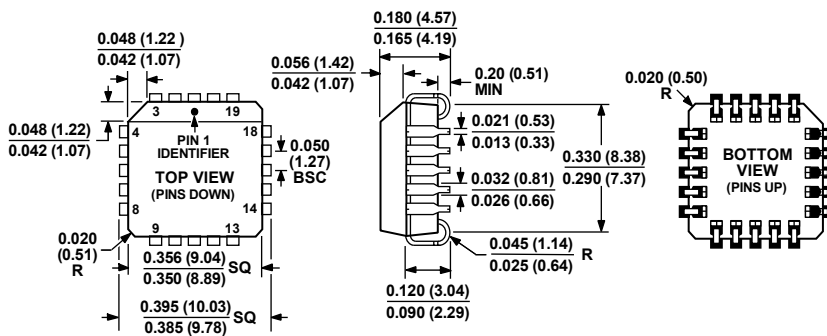 0.048 (1.22 )
0.042 (1.07)
0.048 (1.22)
0.042 (1.07)
3
19
4
18
PIN 1
IDENTIFIER
TOP VIEW
(PINS DOWN)
8
14
9
13
0.050
(1.27)
BSC
0.020
(0.51)
R
0.356 (9.04)
0.350 (8.89)
SQ
0.395 (10.03)
0.385 (9.78)
SQ
0.180 (4.57)
0.165 (4.19)
0.056 (1.42)
0.042 (1.07)
0.20 (0.51)
MIN
0.021 (0.53)
0.013 (0.33)
0.032 (0.81)
0.026 (0.66)
0.330 (8.38)
0.290 (7.37)
0.045 (1.14)
0.025 (0.64)
R
0.120 (3.04)
0.090 (2.29)
0.020 (0.50)
R
BOTTOM
VIEW
(PINS UP)